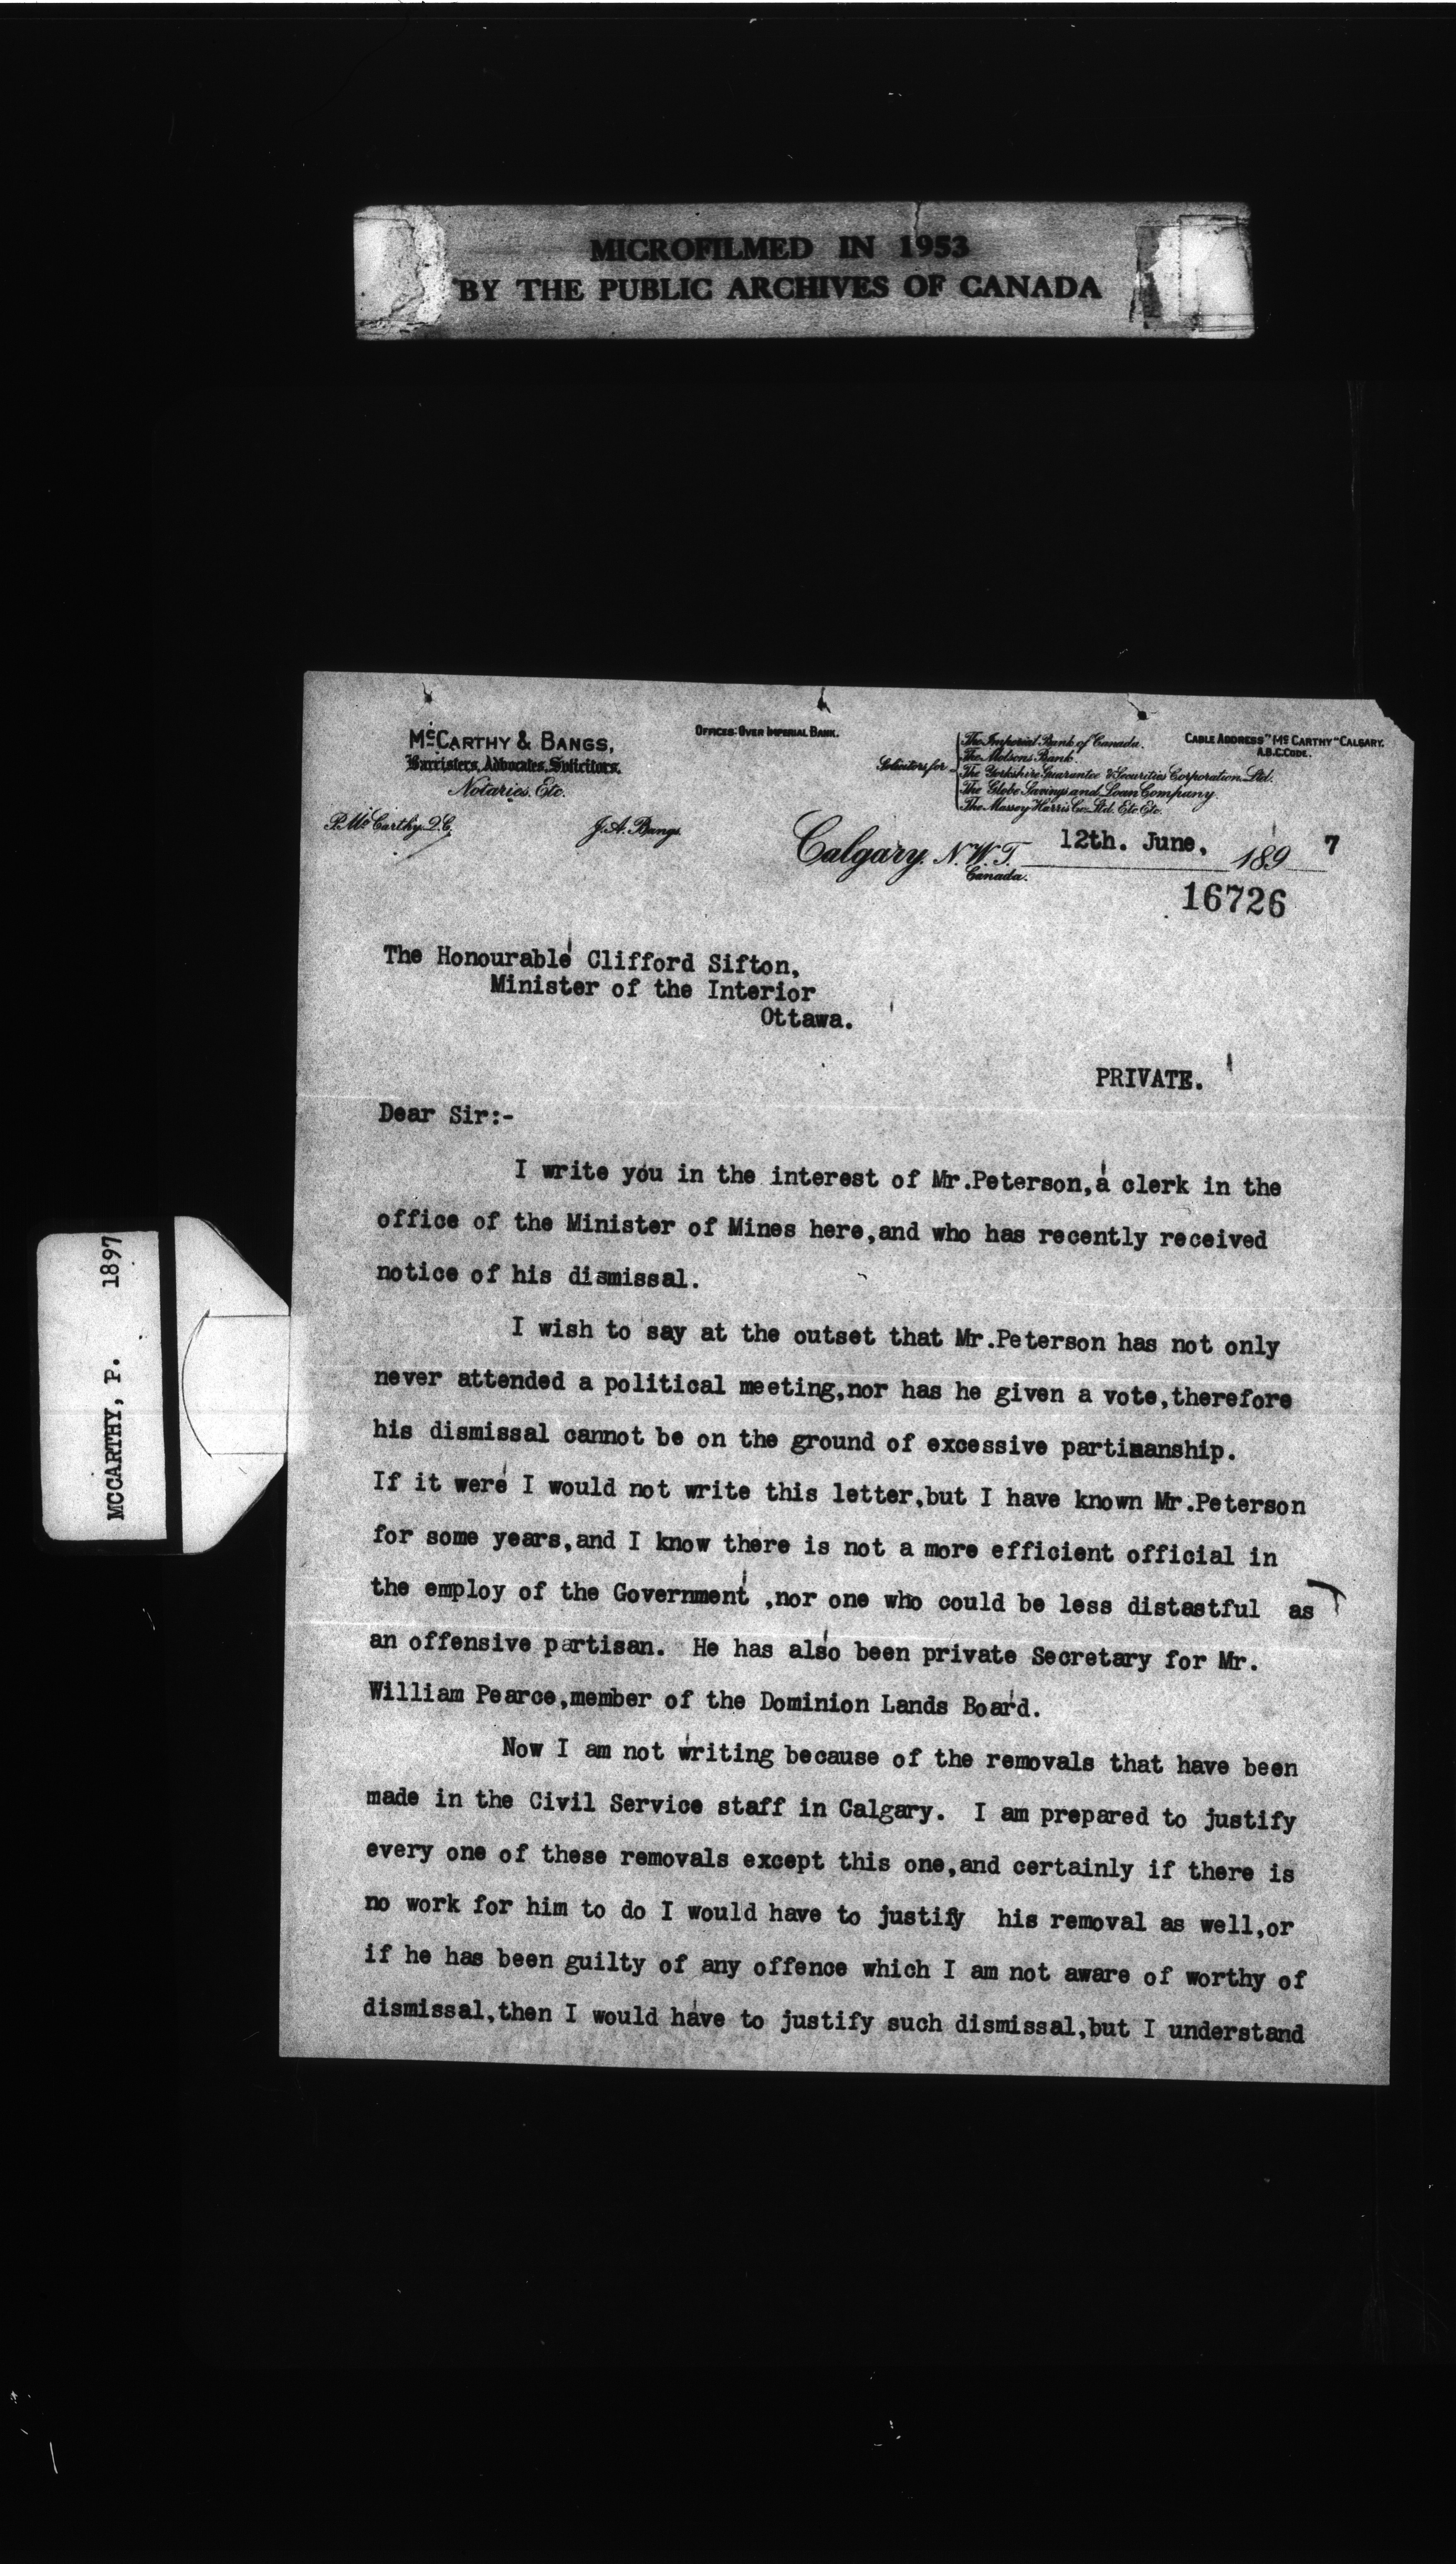 MICROFILMED IN 1953
BY THE PUBLIC ARCHIVES OF CANADA
MCCARTHY, P. 1897
McCARTHY & BANGS,
Barristers, Advocates, Solicitors,
Notaries, Etc.
P. McCarthy Q.C.
J.A. Bangs
OFFICES: OVER IMPERIAL BANK.
Solicitors for
The Imperial Bank of Canada.
The Molsons Bank
The Yorkshire Guarantee & Securities Corporation Ltd.
The Globe Savings and Loan Company
The Massey Harris Co. Ltd. Etc. Etc.
CABLE ADDRESS "McCARTHY" CALGARY.
A.B.C. CODE.
Calgary, N.W.T. 12th. June, 1897
Canada.
16726
The Honourable Clifford Sifton,
Minister of the Interior
Ottawa.
PRIVATE.
Dear Sir:-
I write you in the interest of Mr.Peterson,a clerk in the
office of the Minister of Mines here,and who has recently received
notice of his dismissal.
I wish to say at the outset that Mr.Peterson has not only
never attended a political meeting,nor has he given a vote,therefore
his dismissal cannot be on the ground of excessive partisanship.
If it were I would not write this letter,but I have known Mr.Peterson
for some years,and I know there is not a more efficient official in
the employ of the Government ,nor one who could be less distastful as
an offensive partisan. He has also been private Secretary for Mr.
William Pearce,member of the Dominion Lands Board.
Now I am not writing because of the removals that have been
made in the Civil Service staff in Calgary. I am prepared to justify
every one of these removals except this one,and certainly if there is
no work for him to do I would have to justify his removal as well,or
if he has been guilty of any offence which I am not aware of worthy of
dismissal,then I would have to justify such dismissal,but I understand